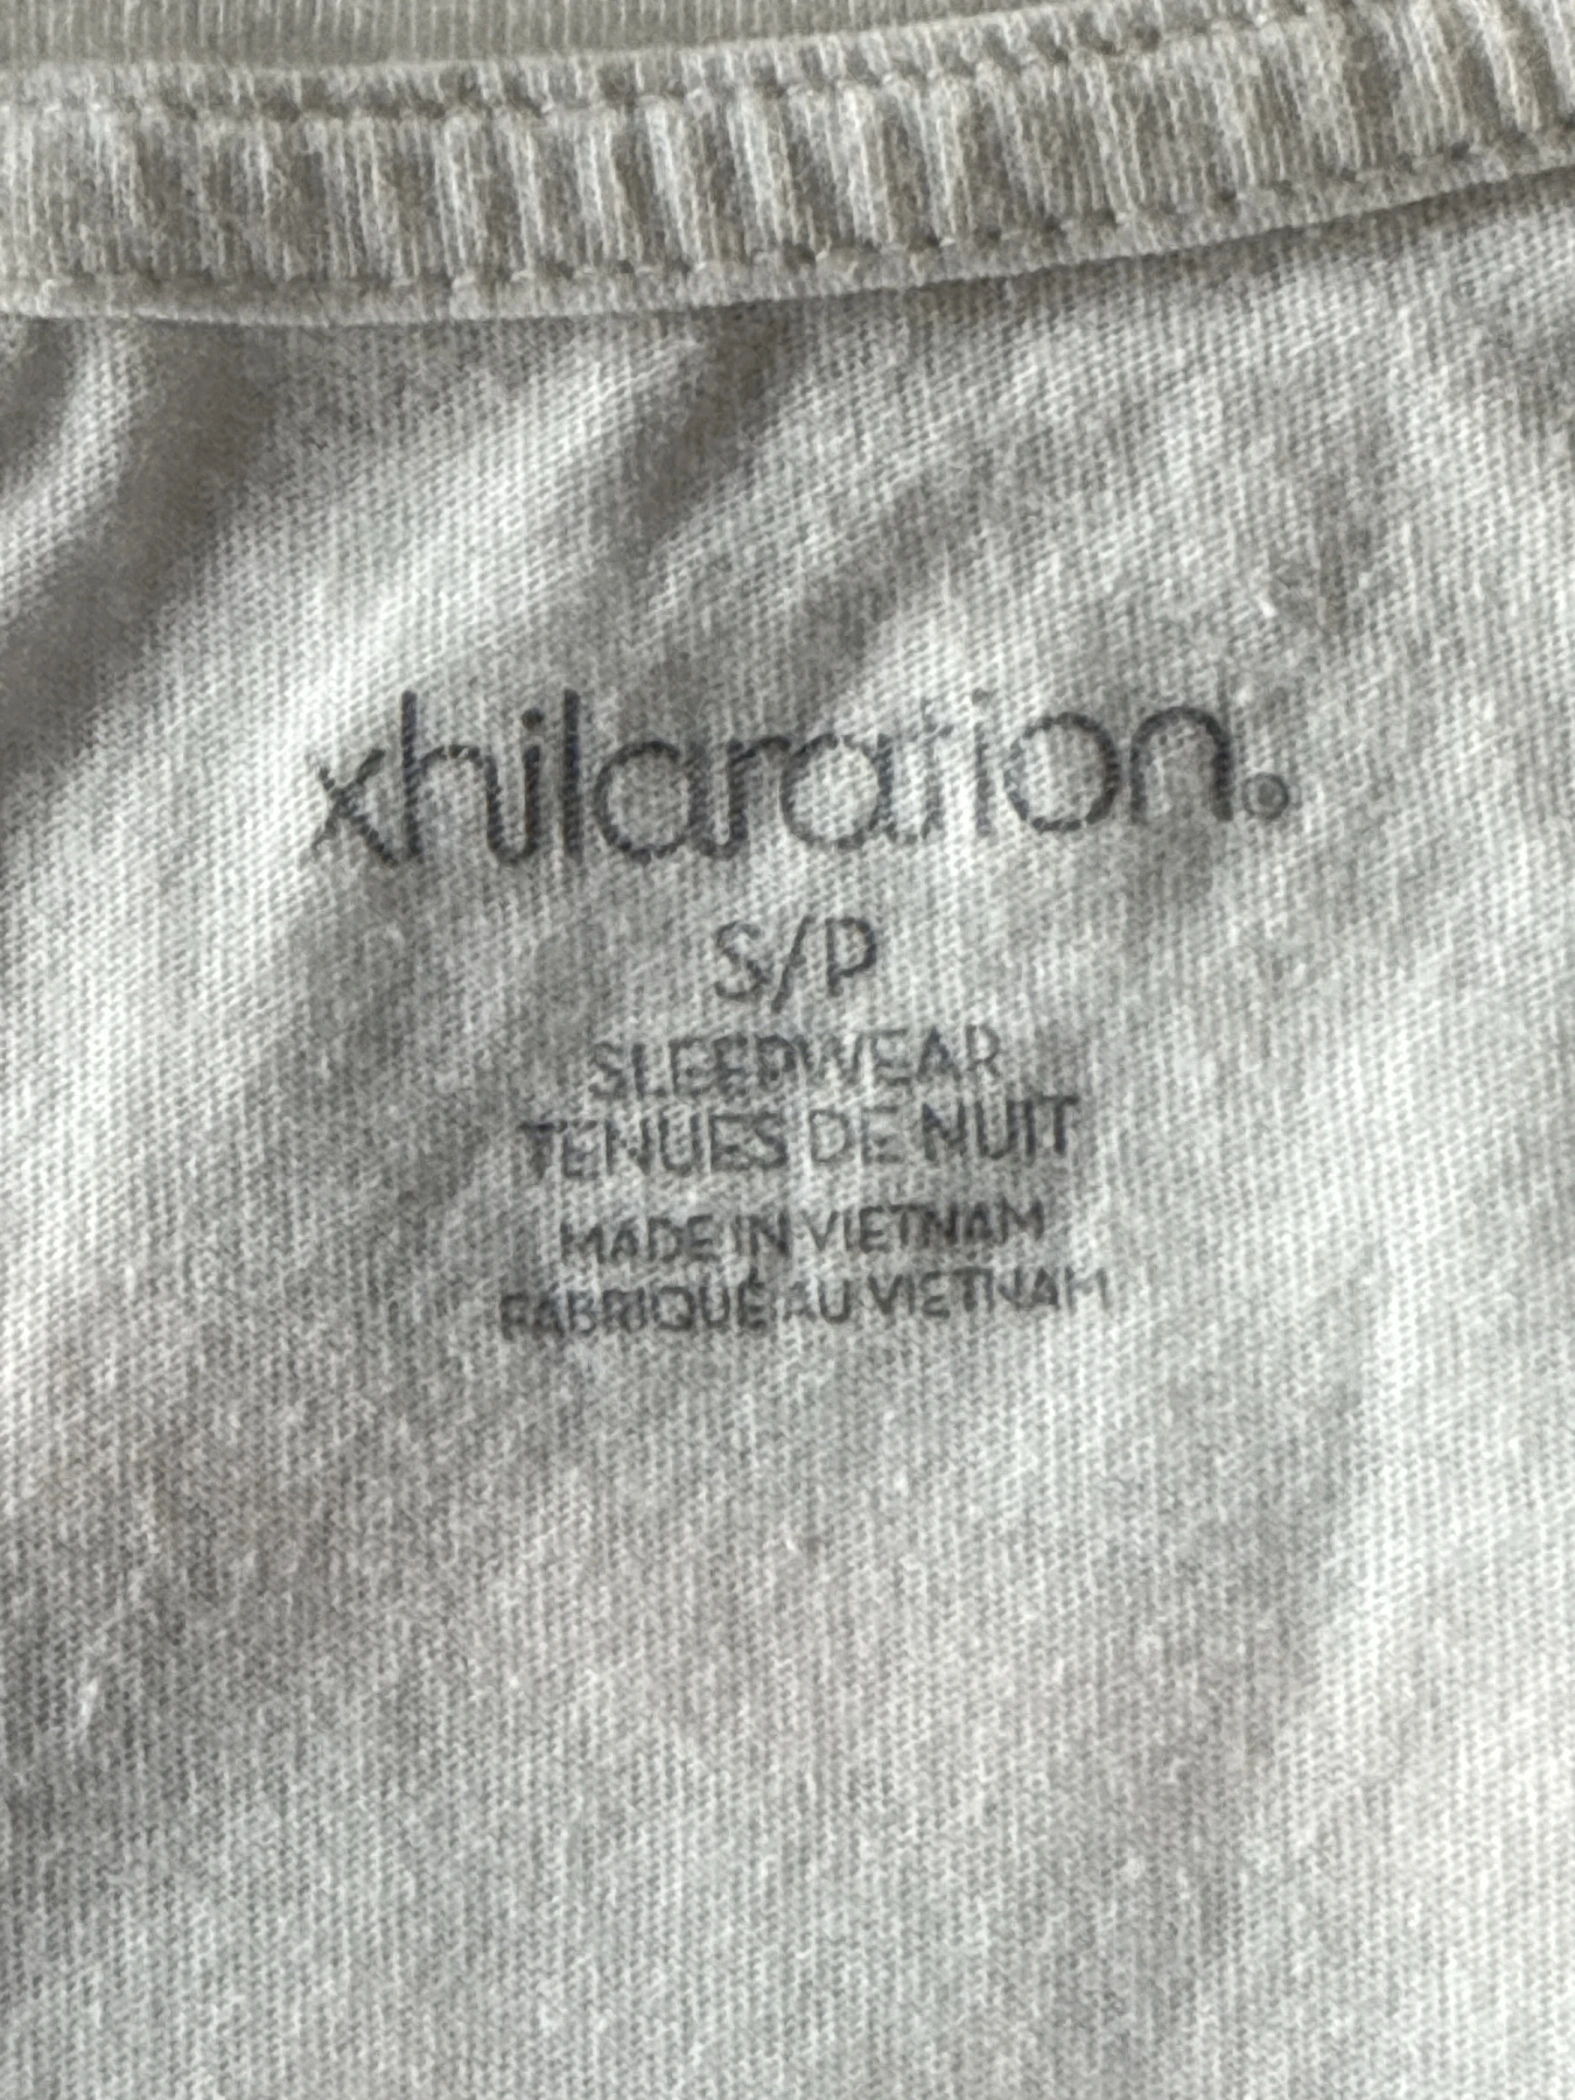 xhilaration®
S/P
SLEEPWEAR
TENUES DE NUIT
MADE IN VIETNAM
FABRIQUÉ AU VIETNAM